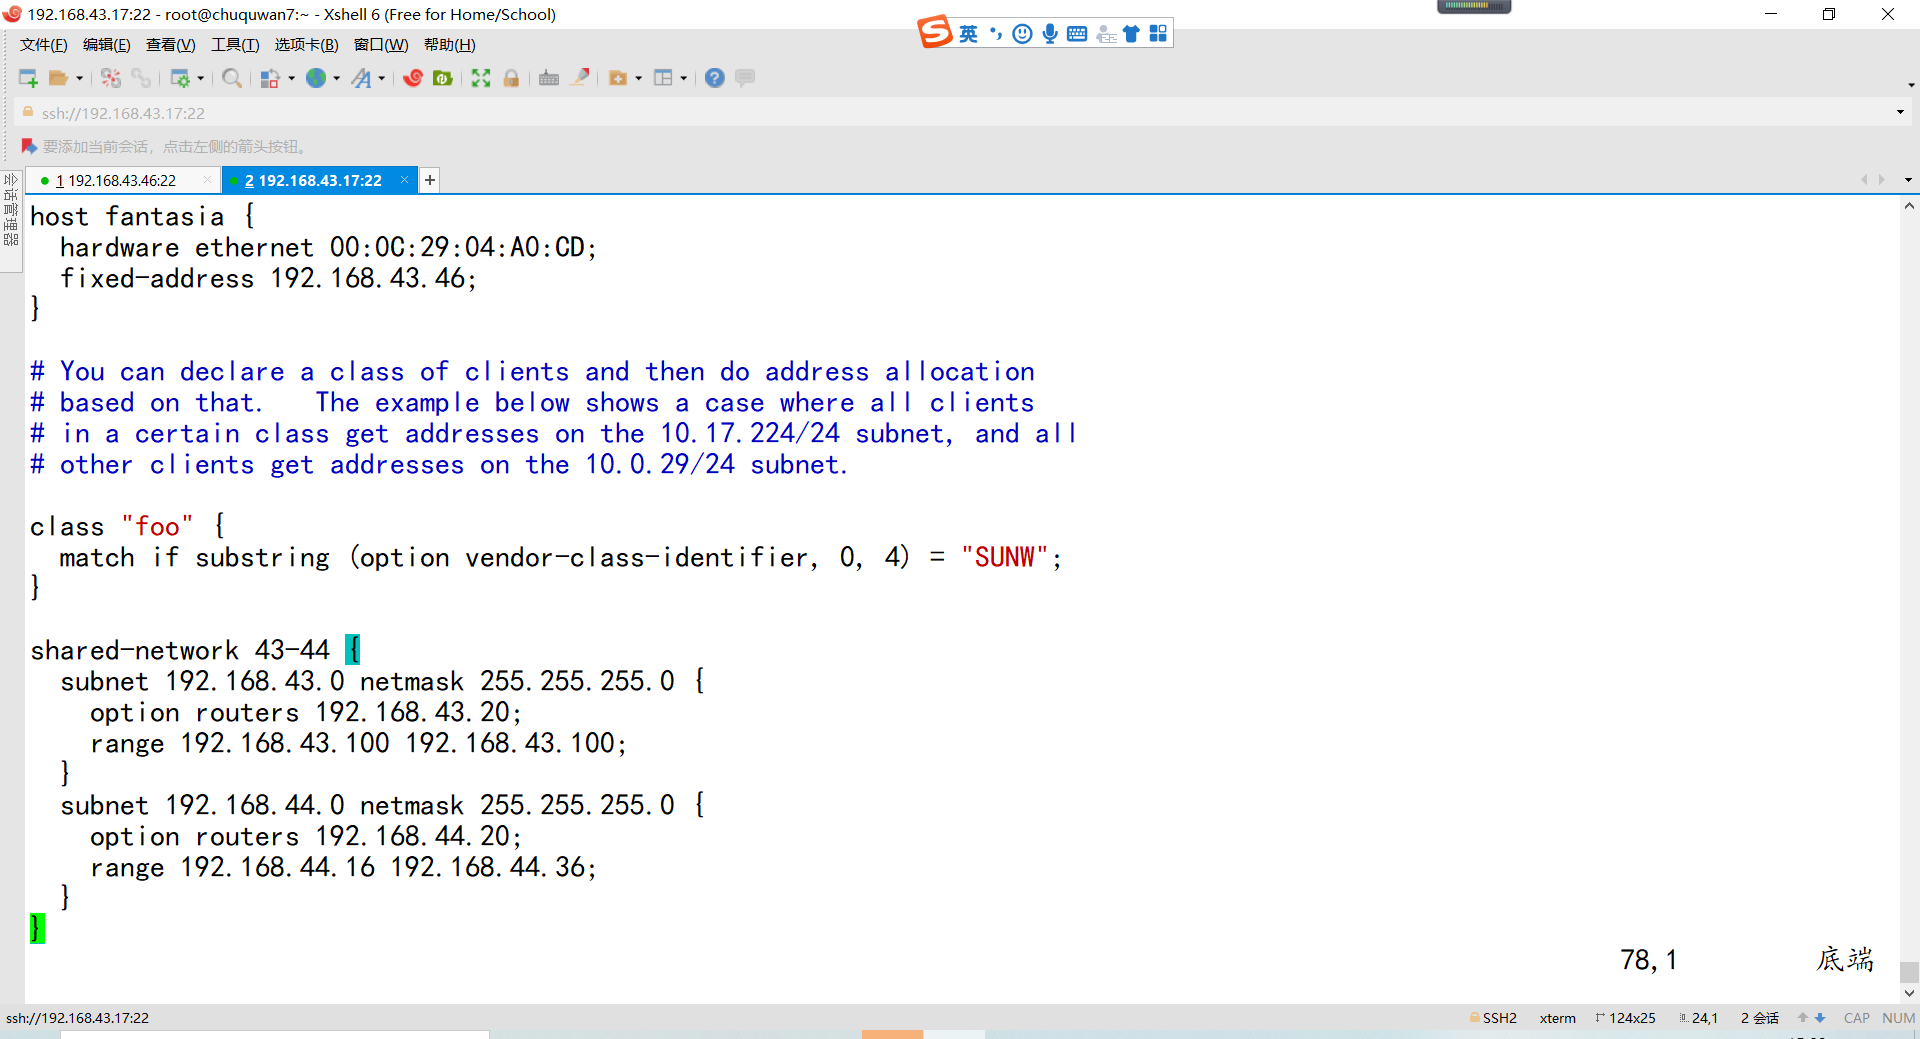 192.168.43.17:22 - root@chuquwan7:~ - Xshell 6 (Free for Home/School)
英
文件(F) 编辑(E) 查看(V) 工具(T) 选项卡(B) 窗口(W) 帮助(H)
ssh://192.168.43.17:22
要添加当前会话，点击左侧的箭头按钮。
会话管理器
1 192.168.43.46:22 2 192.168.43.17:22
host fantasia {
  hardware ethernet 00:0C:29:04:A0:CD;
  fixed-address 192.168.43.46;
}
# You can declare a class of clients and then do address allocation
# based on that.   The example below shows a case where all clients
# in a certain class get addresses on the 10.17.224/24 subnet, and all
# other clients get addresses on the 10.0.29/24 subnet.
class "foo" {
  match if substring (option vendor-class-identifier, 0, 4) = "SUNW";
}
shared-network 43-44 {
  subnet 192.168.43.0 netmask 255.255.255.0 {
    option routers 192.168.43.20;
    range 192.168.43.100 192.168.43.100;
  }
  subnet 192.168.44.0 netmask 255.255.255.0 {
    option routers 192.168.44.20;
    range 192.168.44.16 192.168.44.36;
  }
}
78,1 底端
ssh://192.168.43.17:22 SSH2 xterm 124x25 24,1 2 会话 CAP NUM